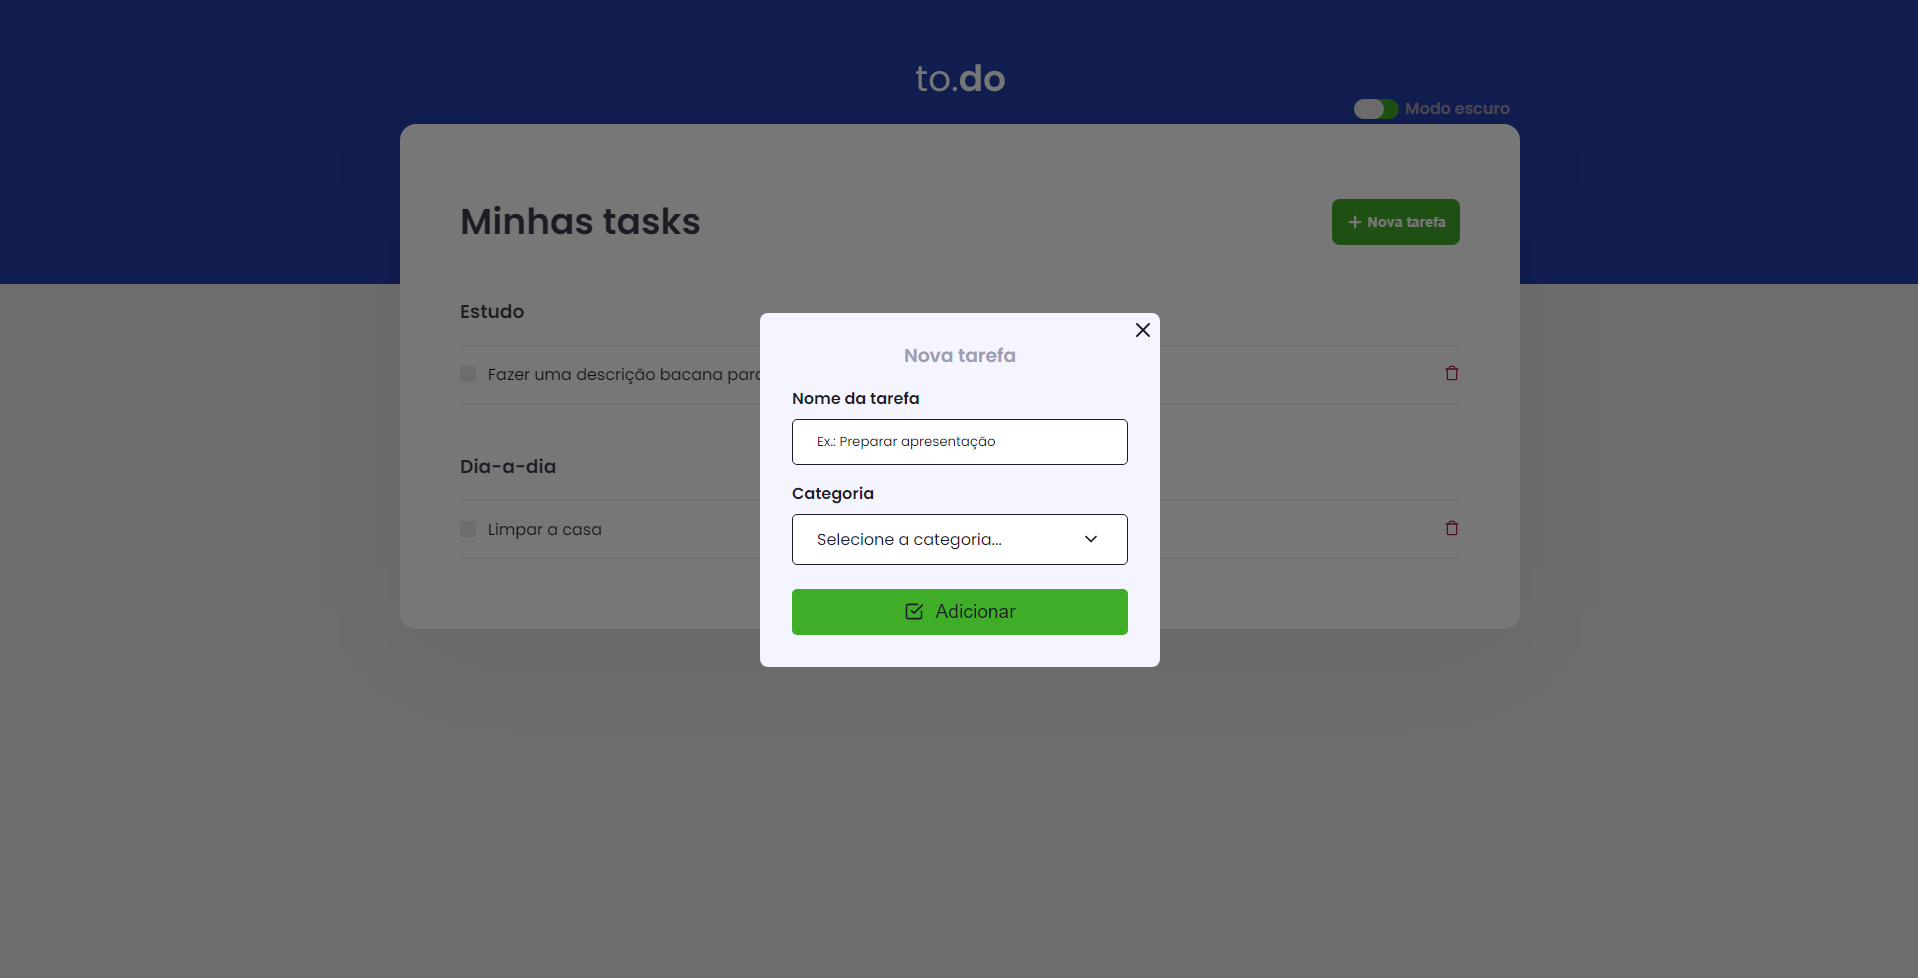 to.do
Modo escuro
Minhas tasks
Nova tarefa
Estudo
Fazer uma descrição bacana para
Dia-a-dia
Limpar a casa
Nova tarefa
Nome da tarefa
Ex.: Preparar apresentação
Categoria
Selecione a categoria...
Adicionar